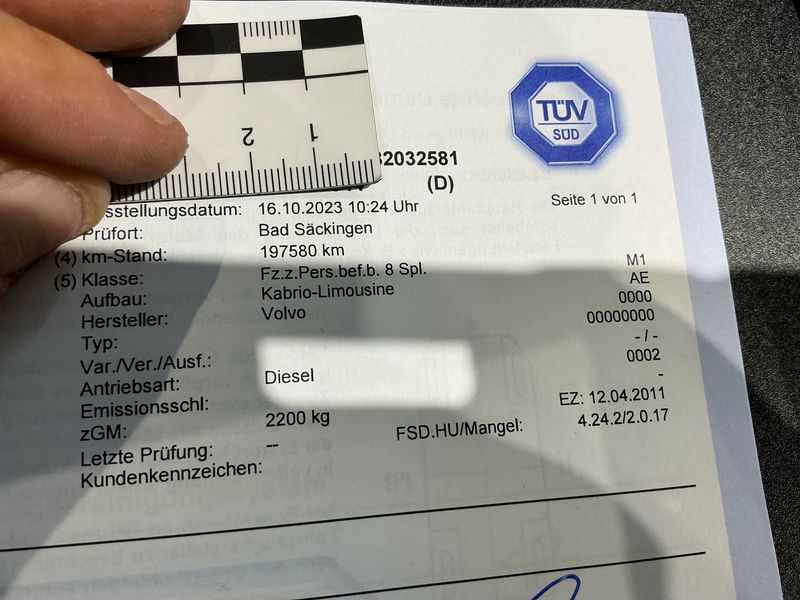 2 1
TÜV
SÜD
2032581
(D)
Seite 1 von 1
sstellungsdatum: 16.10.2023 10:24 Uhr
Prüfort: Bad Säckingen
(4) km-Stand: 197580 km
(5) Klasse: Fz.z.Pers.bef.b. 8 Spl. M1
Aufbau: Kabrio-Limousine AE
Hersteller: Volvo 0000
Typ: 00000000
Var./Ver./Ausf.: - / -
Antriebsart: Diesel 0002
Emissionsschl: -
zGM: 2200 kg EZ: 12.04.2011
Letzte Prüfung: -- FSD.HU/Mangel: 4.24.2/2.0.17
Kundenkennzeichen: